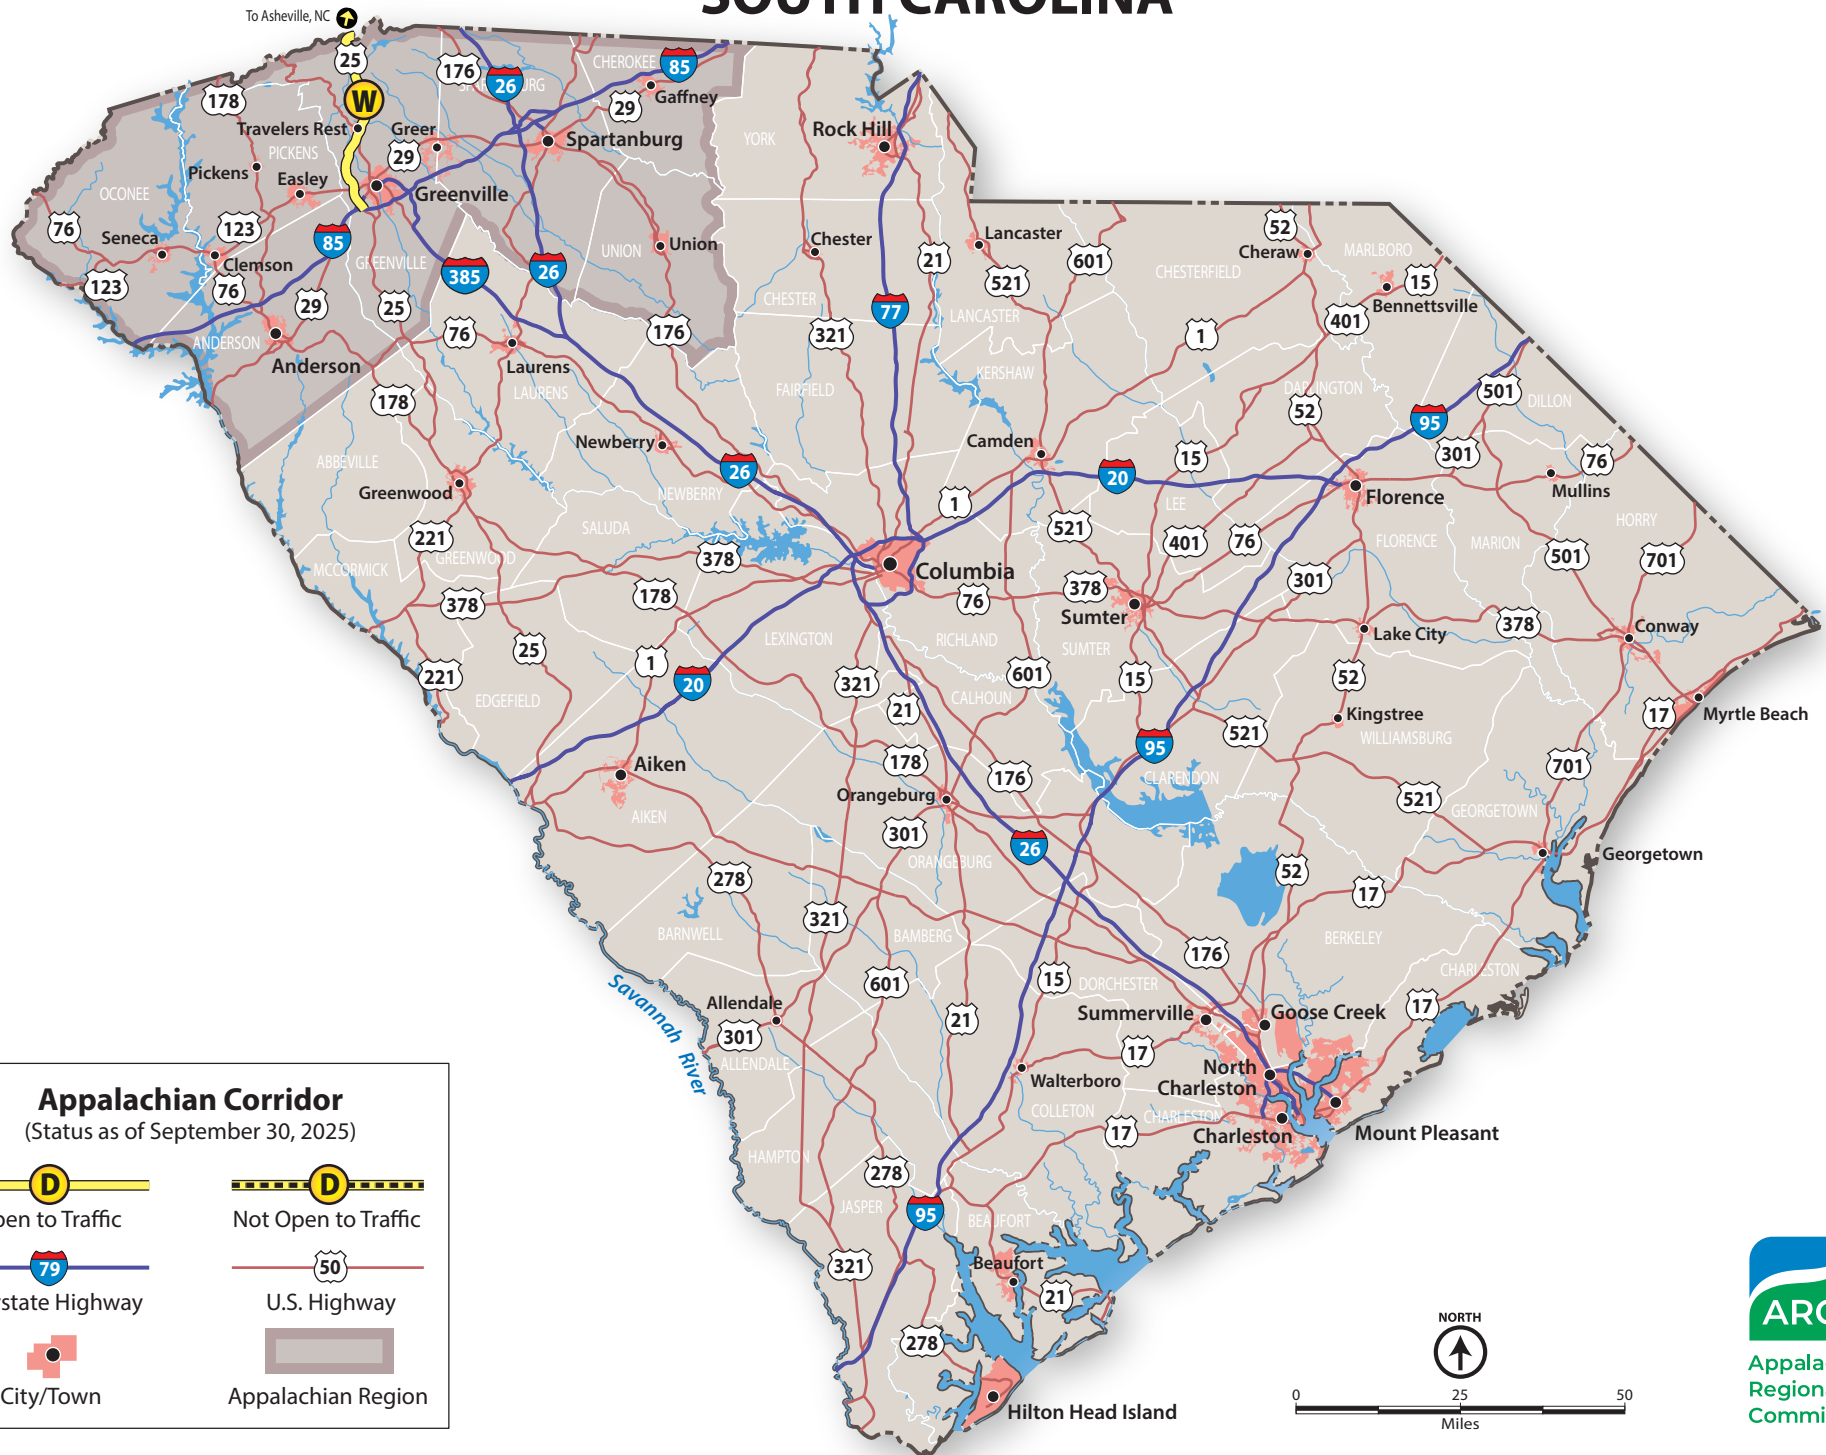 SOUTH CAROLINA
To Asheville, NC
25
W
176
26
CHEROKEE
85
178
29
Gaffney
Travelers Rest
Greer
29
Spartanburg
YORK
Rock Hill
PICKENS
Pickens
Easley
Greenville
OCONEE
76
123
Seneca
85
Clemson
GREENVILLE
385
26
UNION
Union
Chester
21
Lancaster
601
52
Cheraw
MARLBORO
CHESTERFIELD
15
Bennettsville
123
76
29
25
521
77
CHESTER
LANCASTER
401
ANDERSON
76
176
321
1
Anderson
Laurens
LAURENS
FAIRFIELD
KERSHAW
DARLINGTON
501
DILLON
178
52
95
Newberry
Camden
15
301
76
ABBEVILLE
26
20
Mullins
Greenwood
NEWBERRY
1
LEE
Florence
HORRY
221
SALUDA
521
401
76
FLORENCE
MARION
501
701
GREENWOOD
378
MCCORMICK
Columbia
301
378
178
76
378
Sumter
Lake City
378
Conway
LEXINGTON
RICHLAND
SUMTER
25
1
20
221
321
601
15
52
EDGEFIELD
21
CALHOUN
Kingstree
17
Myrtle Beach
WILLIAMSBURG
521
95
Aiken
178
176
CLARENDON
701
Orangeburg
521
GEORGETOWN
AIKEN
301
26
ORANGEBURG
Georgetown
278
52
17
321
BARNWELL
BAMBERG
BERKELEY
176
601
15
DORCHESTER
CHARLESTON
Allendale
21
Summerville
Goose Creek
17
Savannah River
301
ALLENDALE
17
North
Charleston
Walterboro
COLLETON
CHARLESTON
17
Charleston
Mount Pleasant
HAMPTON
278
JASPER
95
BEAUFORT
321
Beaufort
21
278
Hilton Head Island
Appalachian Corridor
(Status as of September 30, 2025)
D
D
to Traffic
Not Open to Traffic
79
50
Highway
U.S. Highway
City/Town
Appalachian Region
NORTH
0
25
50
Miles